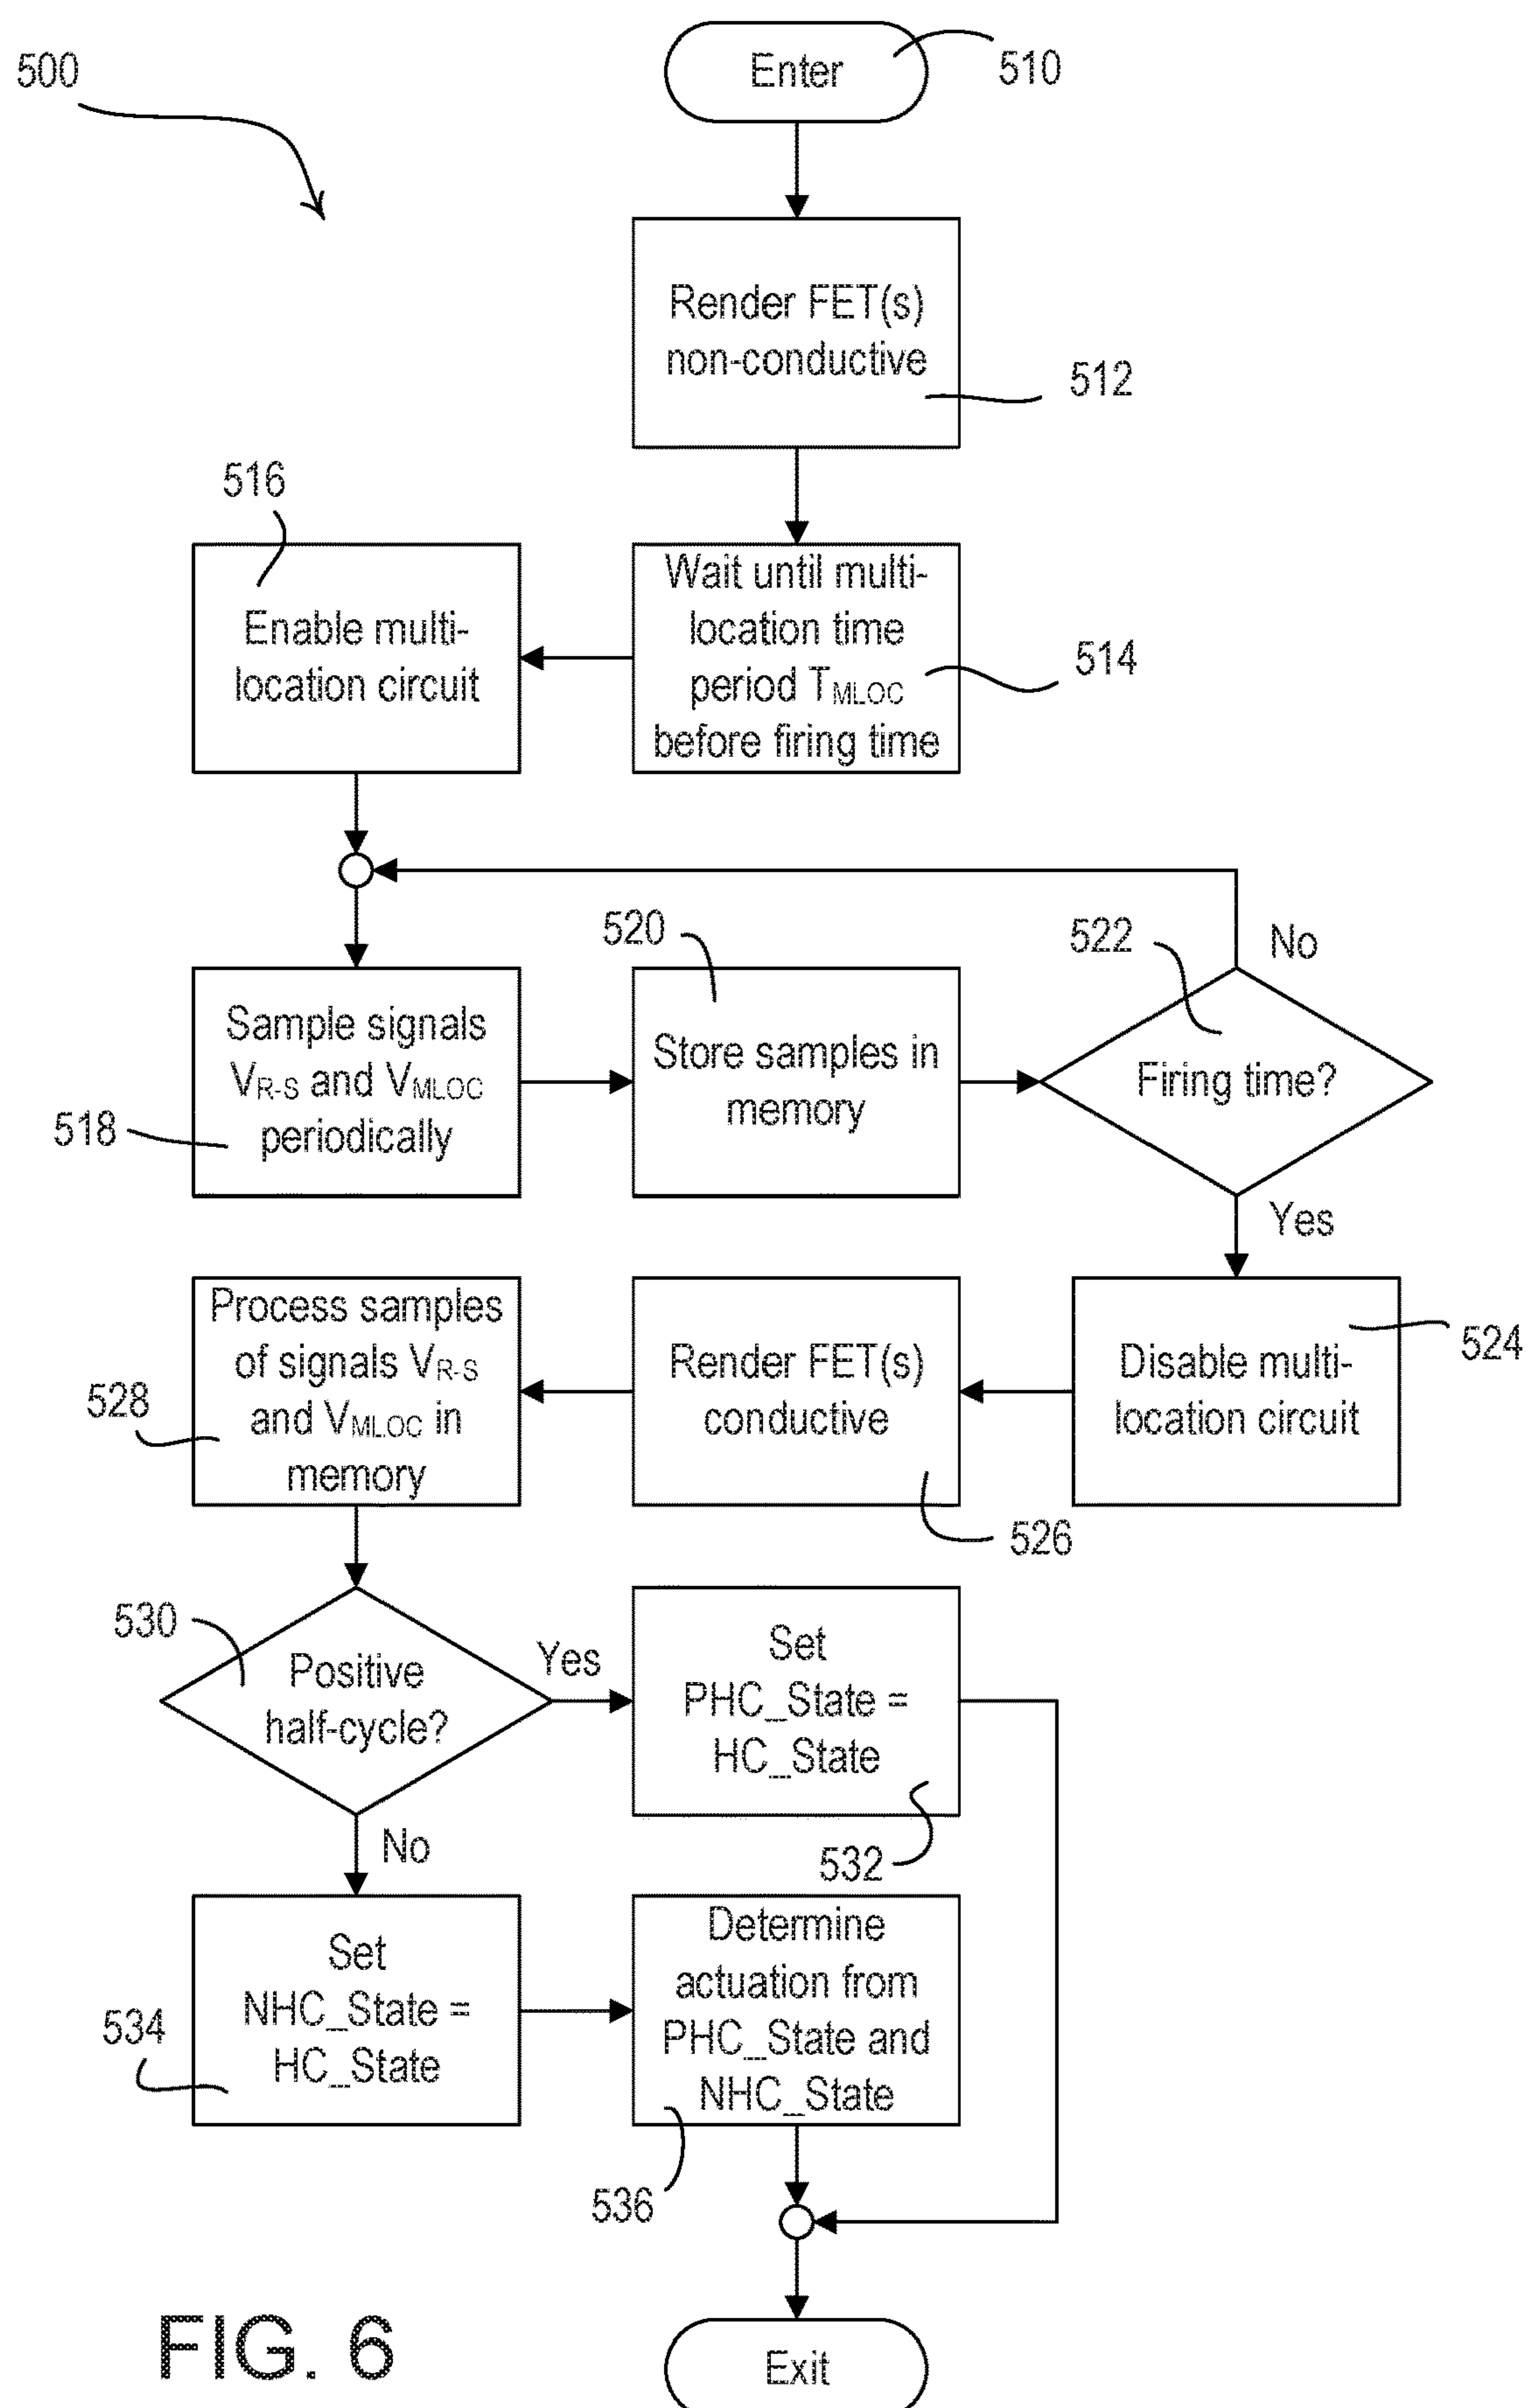 500
Enter
510
Render FET(s)
non-conductive
512
516
Enable multi-
location circuit
Wait until multi-
location time
period TMLOC
before firing time
514
Sample signals
VR-S and VMLOC
periodically
518
520
Store samples in
memory
522
No
Firing time?
Yes
Process samples
of signals VR-S
and VMLOC in
memory
528
Render FET(s)
conductive
526
Disable multi-
location circuit
524
530
Positive
half-cycle?
Yes
No
Set
PHC_State =
HC_State
532
Set
NHC_State =
HC_State
534
Determine
actuation from
PHC_State and
NHC_State
536
Exit
FIG. 6